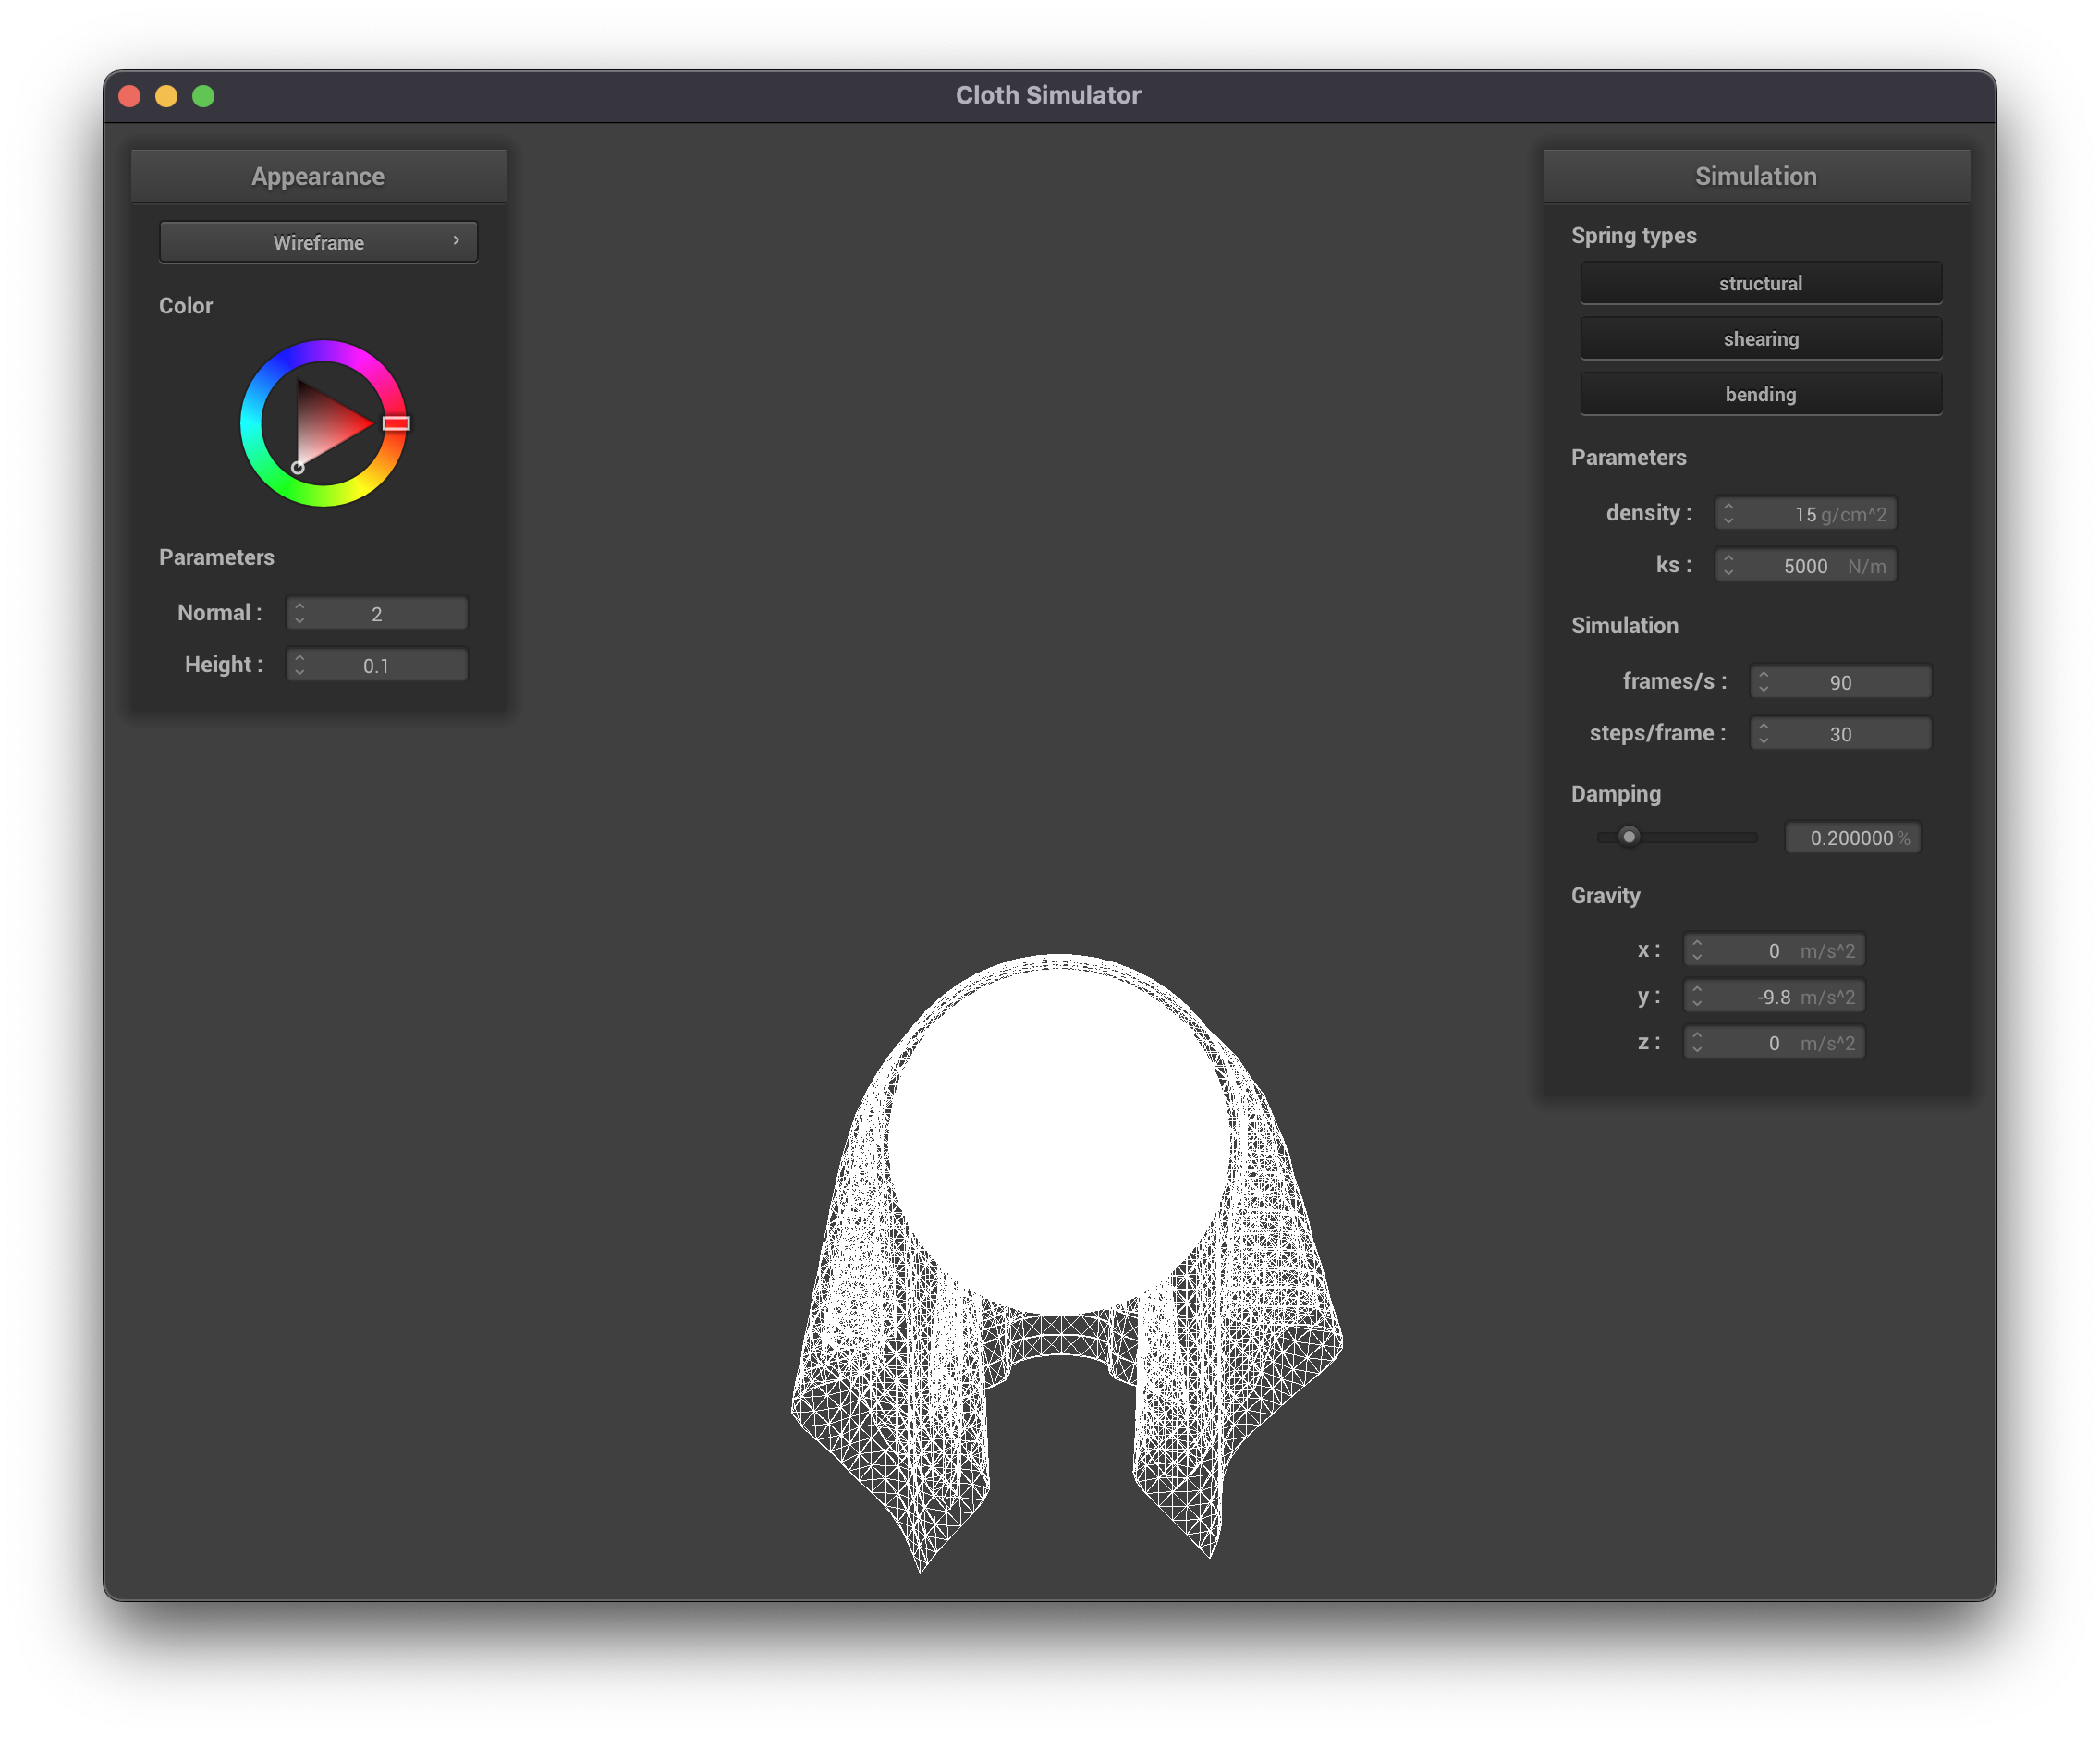 Cloth Simulator
Appearance
Wireframe
Color
Parameters
Normal : 2
Height : 0.1
Simulation
Spring types
structural
shearing
bending
Parameters
density : 15 g/cm^2
ks : 5000 N/m
Simulation
frames/s : 90
steps/frame : 30
Damping
0.200000 %
Gravity
x : 0 m/s^2
y : -9.8 m/s^2
z : 0 m/s^2